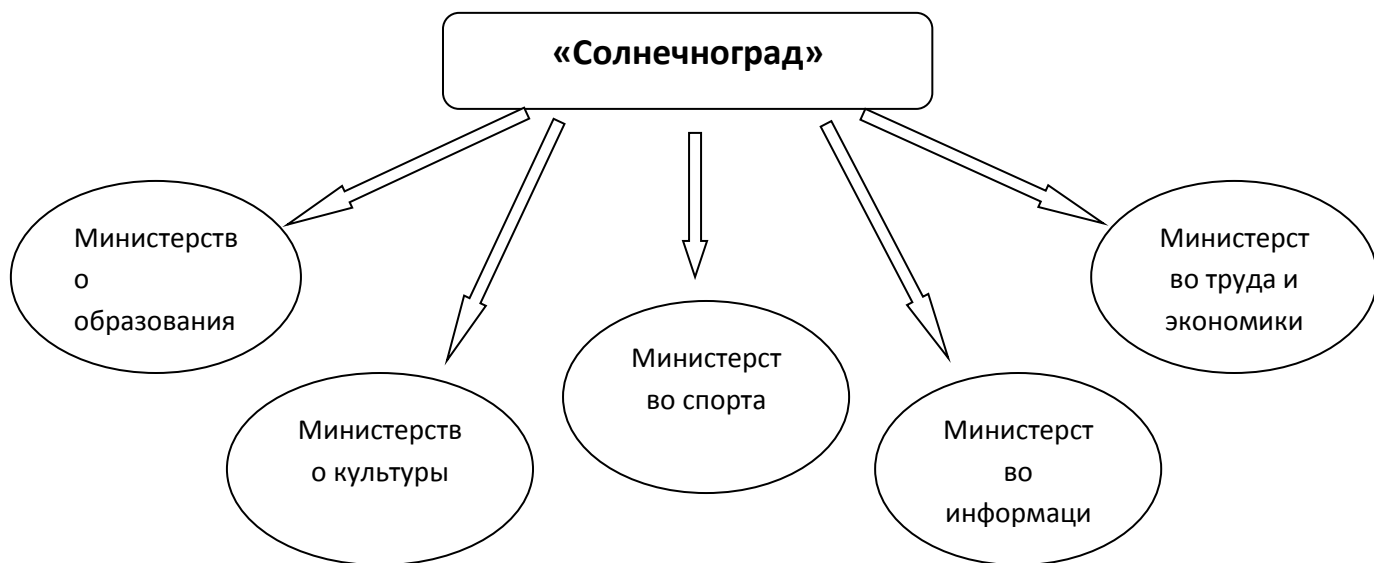 «Солнечноград»
Министерств
о
образования
Министерств
о культуры
Министерст
во спорта
Министерст
во
информаци
Министерст
во труда и
экономики